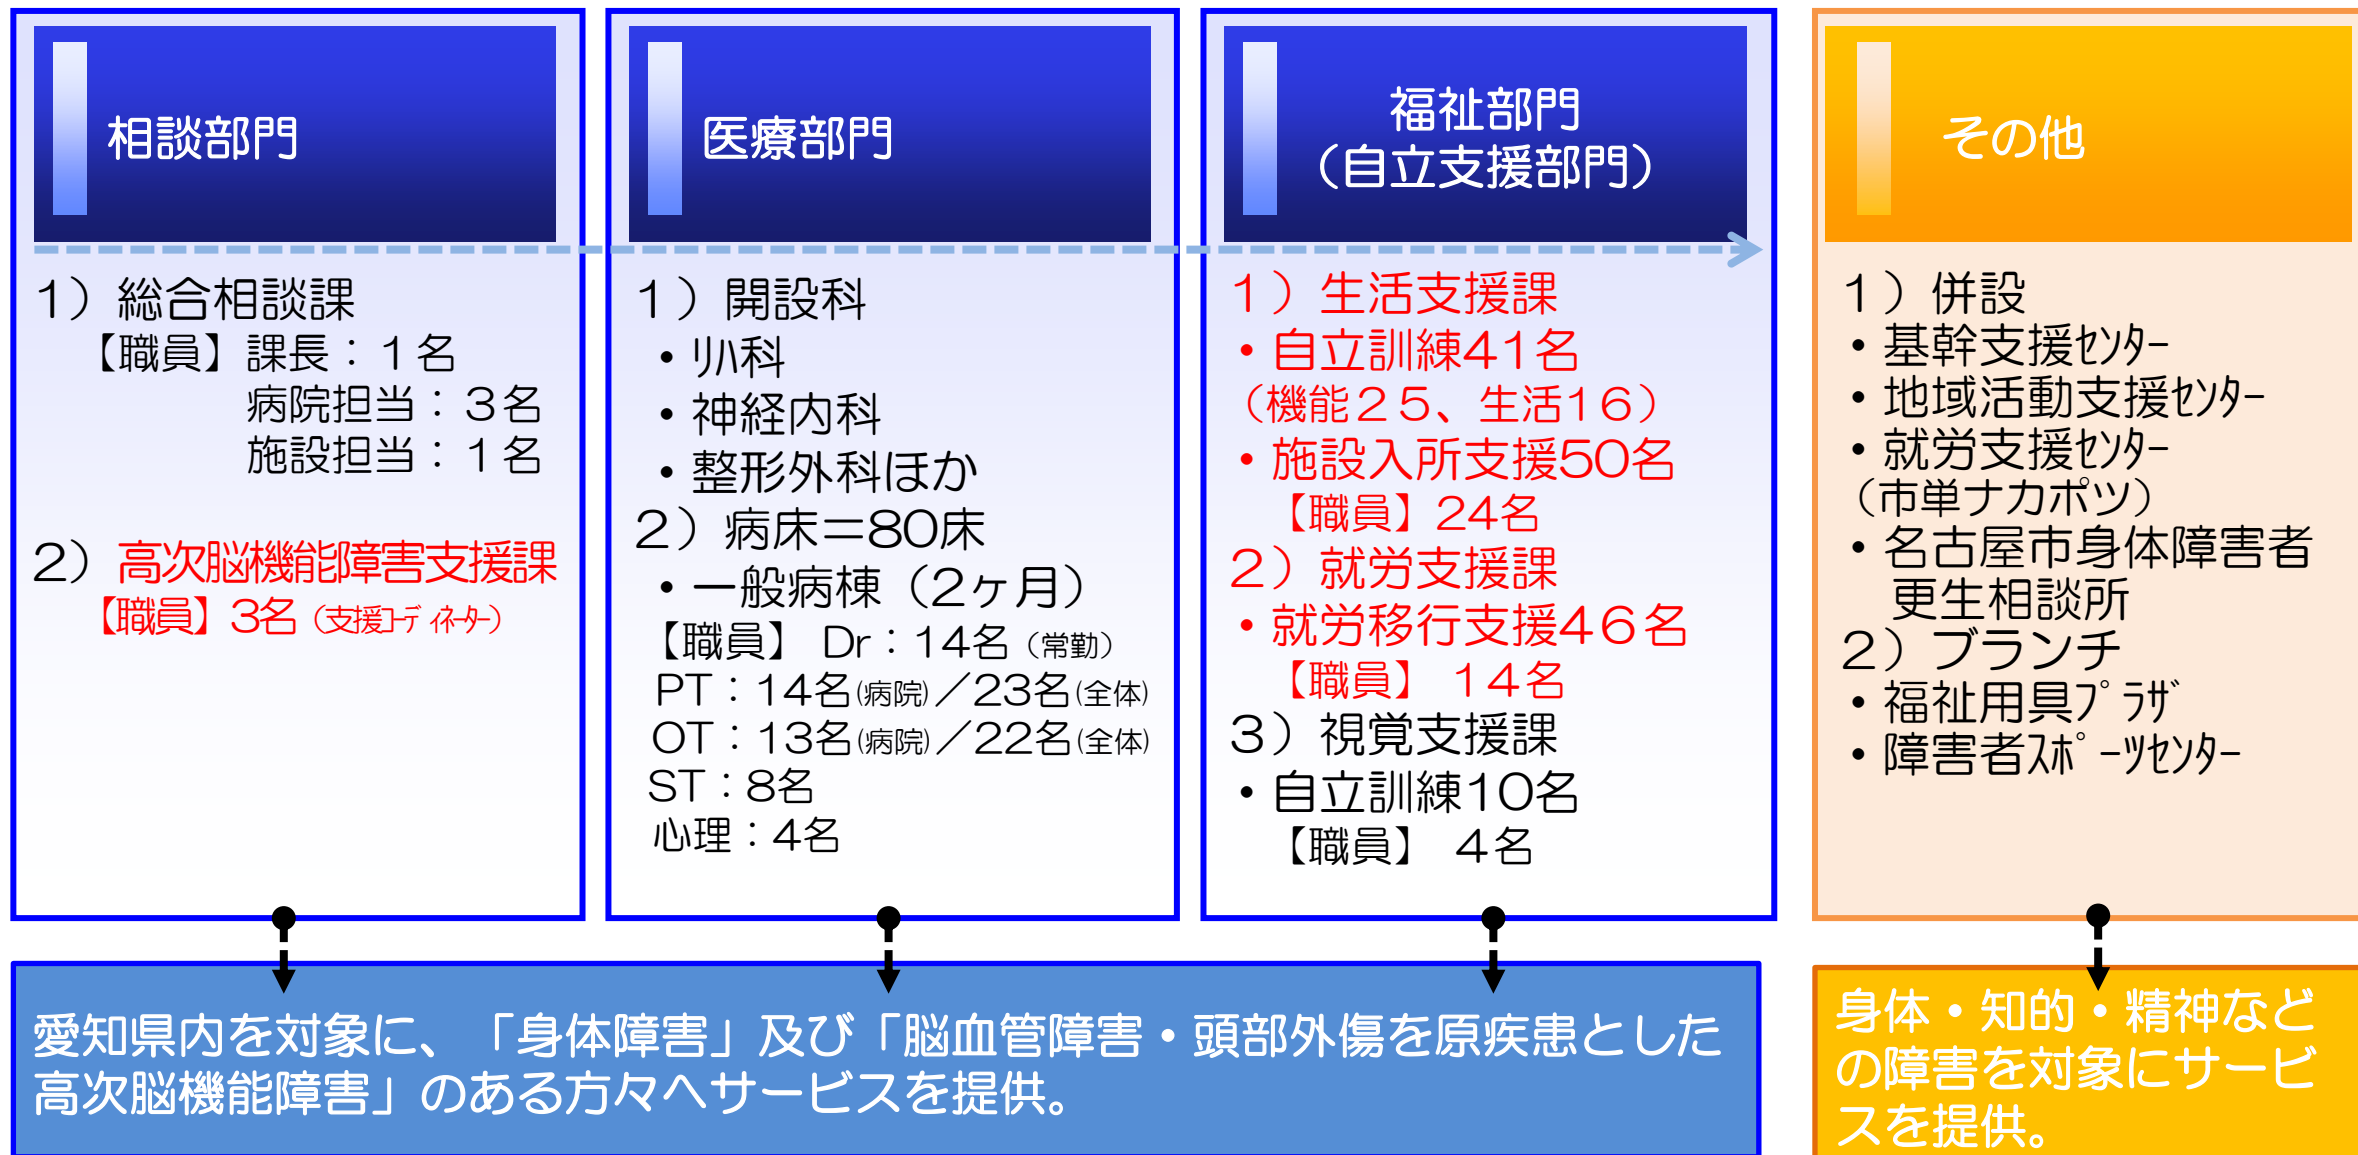 相談部門
1）総合相談課
【職員】課長：１名
病院担当：３名
施設担当：１名
2）高次脳機能障害支援課
【職員】3名（支援ｺｰﾃﾞｨﾈｰﾀｰ）
医療部門
1）開設科
・ﾘﾊ科
・神経内科
・整形外科ほか
2）病床＝80床
・一般病棟（2ヶ月）
【職員】 Dr：14名（常勤）
PT：14名(病院)／23名(全体)
OT：13名(病院)／22名(全体)
ST：8名
心理：4名
福祉部門
（自立支援部門）
1）生活支援課
・自立訓練41名
（機能２５、生活16）
・施設入所支援50名
【職員】24名
２）就労支援課
・就労移行支援4６名
【職員】 １４名
３）視覚支援課
・自立訓練10名
【職員】 ４名
その他
１）併設
・基幹支援ｾﾝﾀｰ
・地域活動支援ｾﾝﾀｰ
・就労支援ｾﾝﾀｰ
（市単ナカポツ）
・名古屋市身体障害者
更生相談所
２）ブランチ
・福祉用具ﾌﾟﾗｻﾞ
・障害者ｽﾎﾟｰﾂｾﾝﾀｰ
愛知県内を対象に、「身体障害」及び「脳血管障害・頭部外傷を原疾患とした
高次脳機能障害」のある方々へサービスを提供。
身体・知的・精神など
の障害を対象にサービ
スを提供。